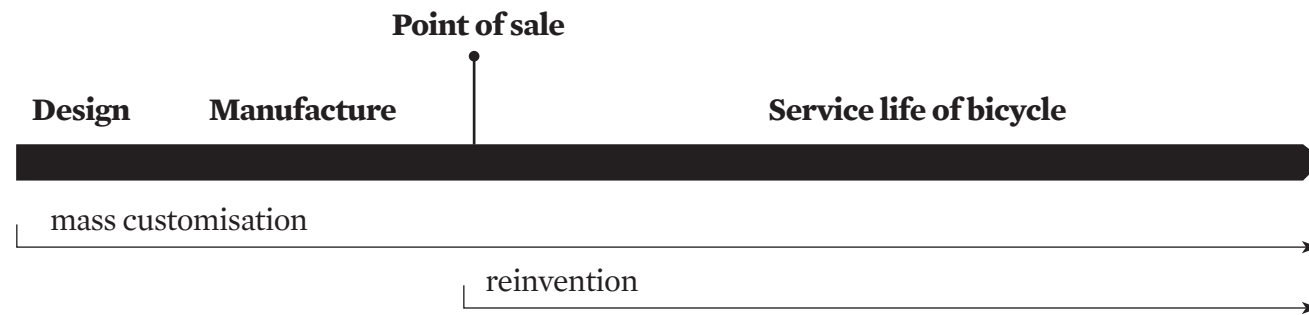 Point of sale
Design Manufacture Service life of bicycle
mass customisation
reinvention